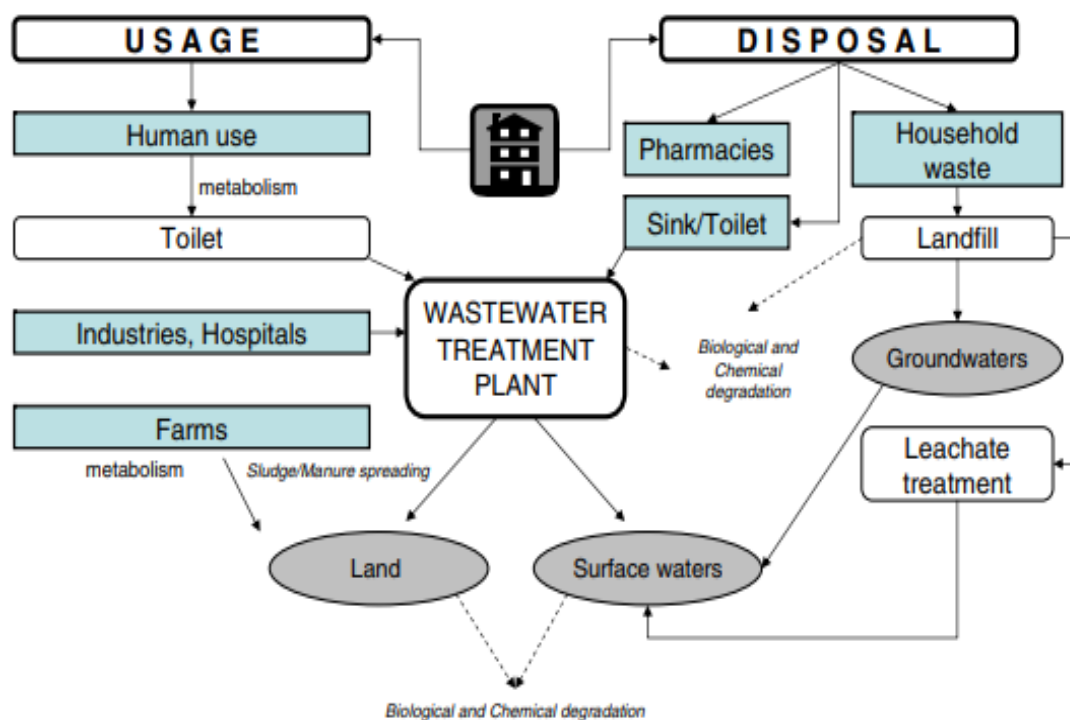 USAGE
DISPOSAL
Human use
Pharmacies
Household
waste
metabolism
Toilet
Sink/Toilet
Landfill
WASTEWATER
TREATMENT
PLANT
Industries, Hospitals
Biological and
Chemical
degradation
Groundwaters
Farms
metabolism
Sludge/Manure spreading
Leachate
treatment
Land
Surface waters
Biological and Chemical degradation